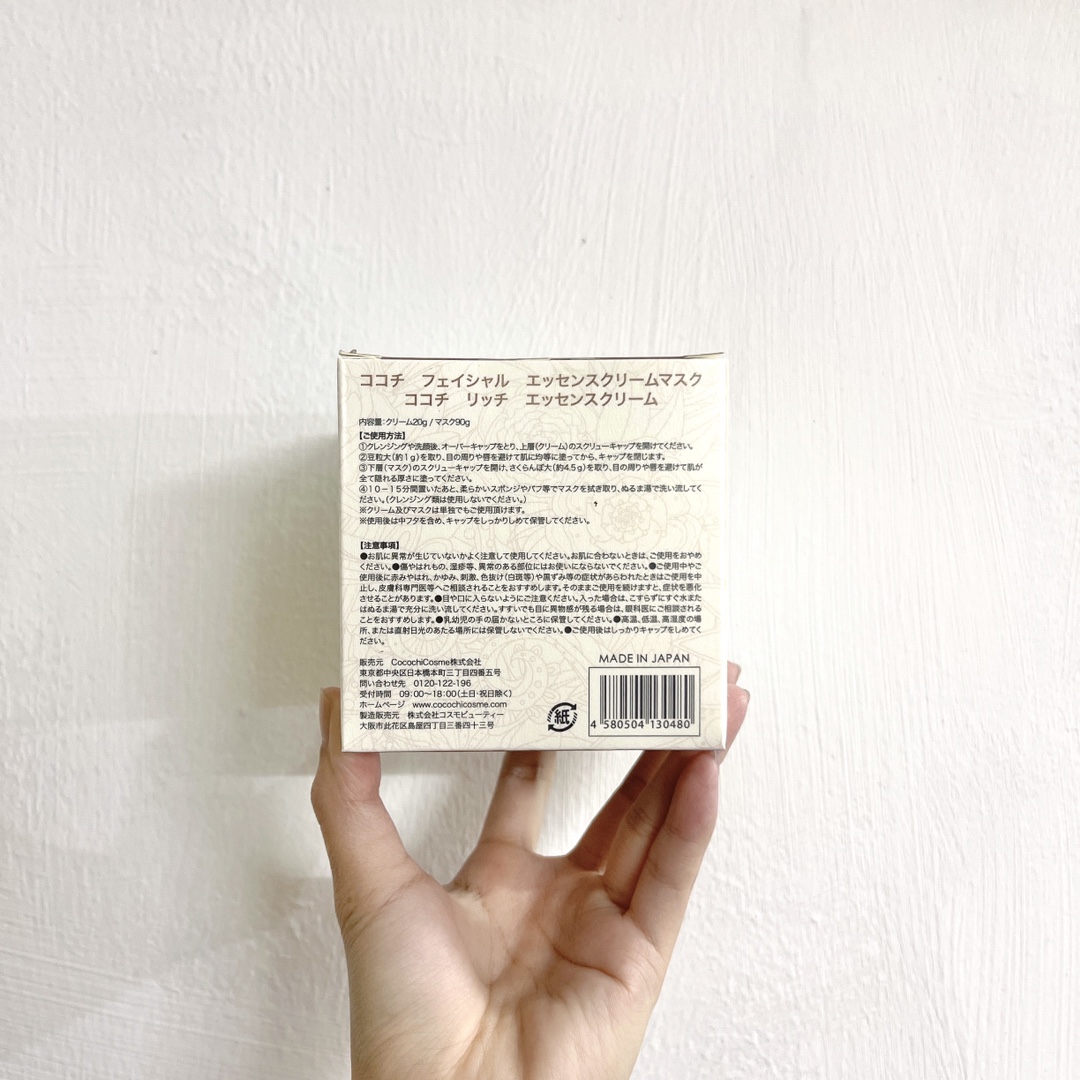 ココチ　フェイシャル　エッセンスクリームマスク
ココチ　リッチ　エッセンスクリーム
内容量:クリーム20g / マスク90g
【ご使用方法】
①クレンジングや洗顔後、オーバーキャップをとり、上層(クリーム)のスクリューキャップを開けてください。
②豆粒大(約1g)を取り、目の周りや唇を避けて肌に均等に塗ってから、キャップを閉じます。
③下層(マスク)のスクリューキャップを開け、さくらんぼ大(約4.5g)を取り、目の周りや唇を避けて肌が
全て隠れる厚さに塗ってください。
④10-15分間置いたあと、柔らかいスポンジやパフ等でマスクを拭き取り、ぬるま湯で洗い流してく
ださい。(クレンジング類は使用しないでください。)
※クリーム及びマスクは単独でもご使用頂けます。
※使用後は中フタを含め、キャップをしっかりしめて保管してください。
【注意事項】
●お肌に異常が生じていないかよく注意して使用してください。お肌に合わないときは、ご使用をおやめ
ください。●傷やはれもの、湿疹等、異常のある部位にはお使いにならないでください。●ご使用中やご
使用後に赤みやはれ、かゆみ、刺激、色抜け(白斑等)や黒ずみ等の症状があらわれたときはご使用を中
止し、皮膚科専門医等へご相談されることをおすすめします。そのままご使用を続けますと、症状を悪化
させることがあります。●目や口に入らないようにご注意ください。入った場合は、こすらずにすぐ水また
はぬるま湯で充分に洗い流してください。すすいでも目に異物感が残る場合は、眼科医にご相談される
ことをおすすめします。●乳幼児の手の届かないところに保管してください。●高温、低温、高湿度の場
所、または直射日光のあたる場所には保管しないでください。●ご使用後はしっかりキャップをしめてく
ださい。
販売元　CocochiCosme株式会社
東京都中央区日本橋本町三丁目四番五号
問い合わせ先　0120-122-196
受付時間　09:00～18:00(土日・祝日除く)
ホームページ　www.cocochicosme.com
製造販売元　株式会社コスモビューティー
大阪市此花区島屋四丁目三番四十三号
MADE IN JAPAN
紙
4 580504 130480